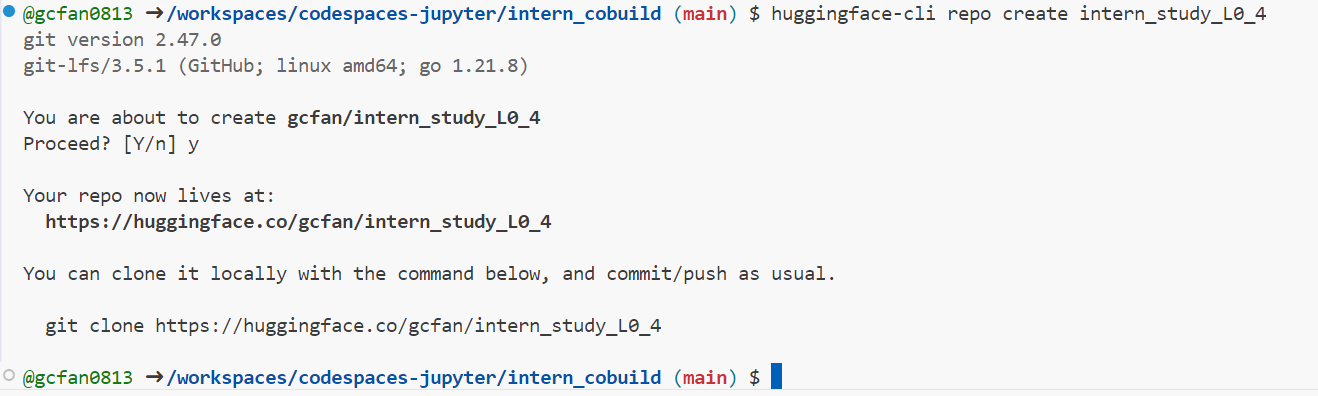 @gcfan0813 ➜/workspaces/codespaces-jupyter/intern_cobuild (main) $ huggingface-cli repo create intern_study_L0_4
git version 2.47.0
git-lfs/3.5.1 (GitHub; linux amd64; go 1.21.8)
You are about to create gcfan/intern_study_L0_4
Proceed? [Y/n] y
Your repo now lives at:
https://huggingface.co/gcfan/intern_study_L0_4
You can clone it locally with the command below, and commit/push as usual.
git clone https://huggingface.co/gcfan/intern_study_L0_4
@gcfan0813 ➜/workspaces/codespaces-jupyter/intern_cobuild (main) $